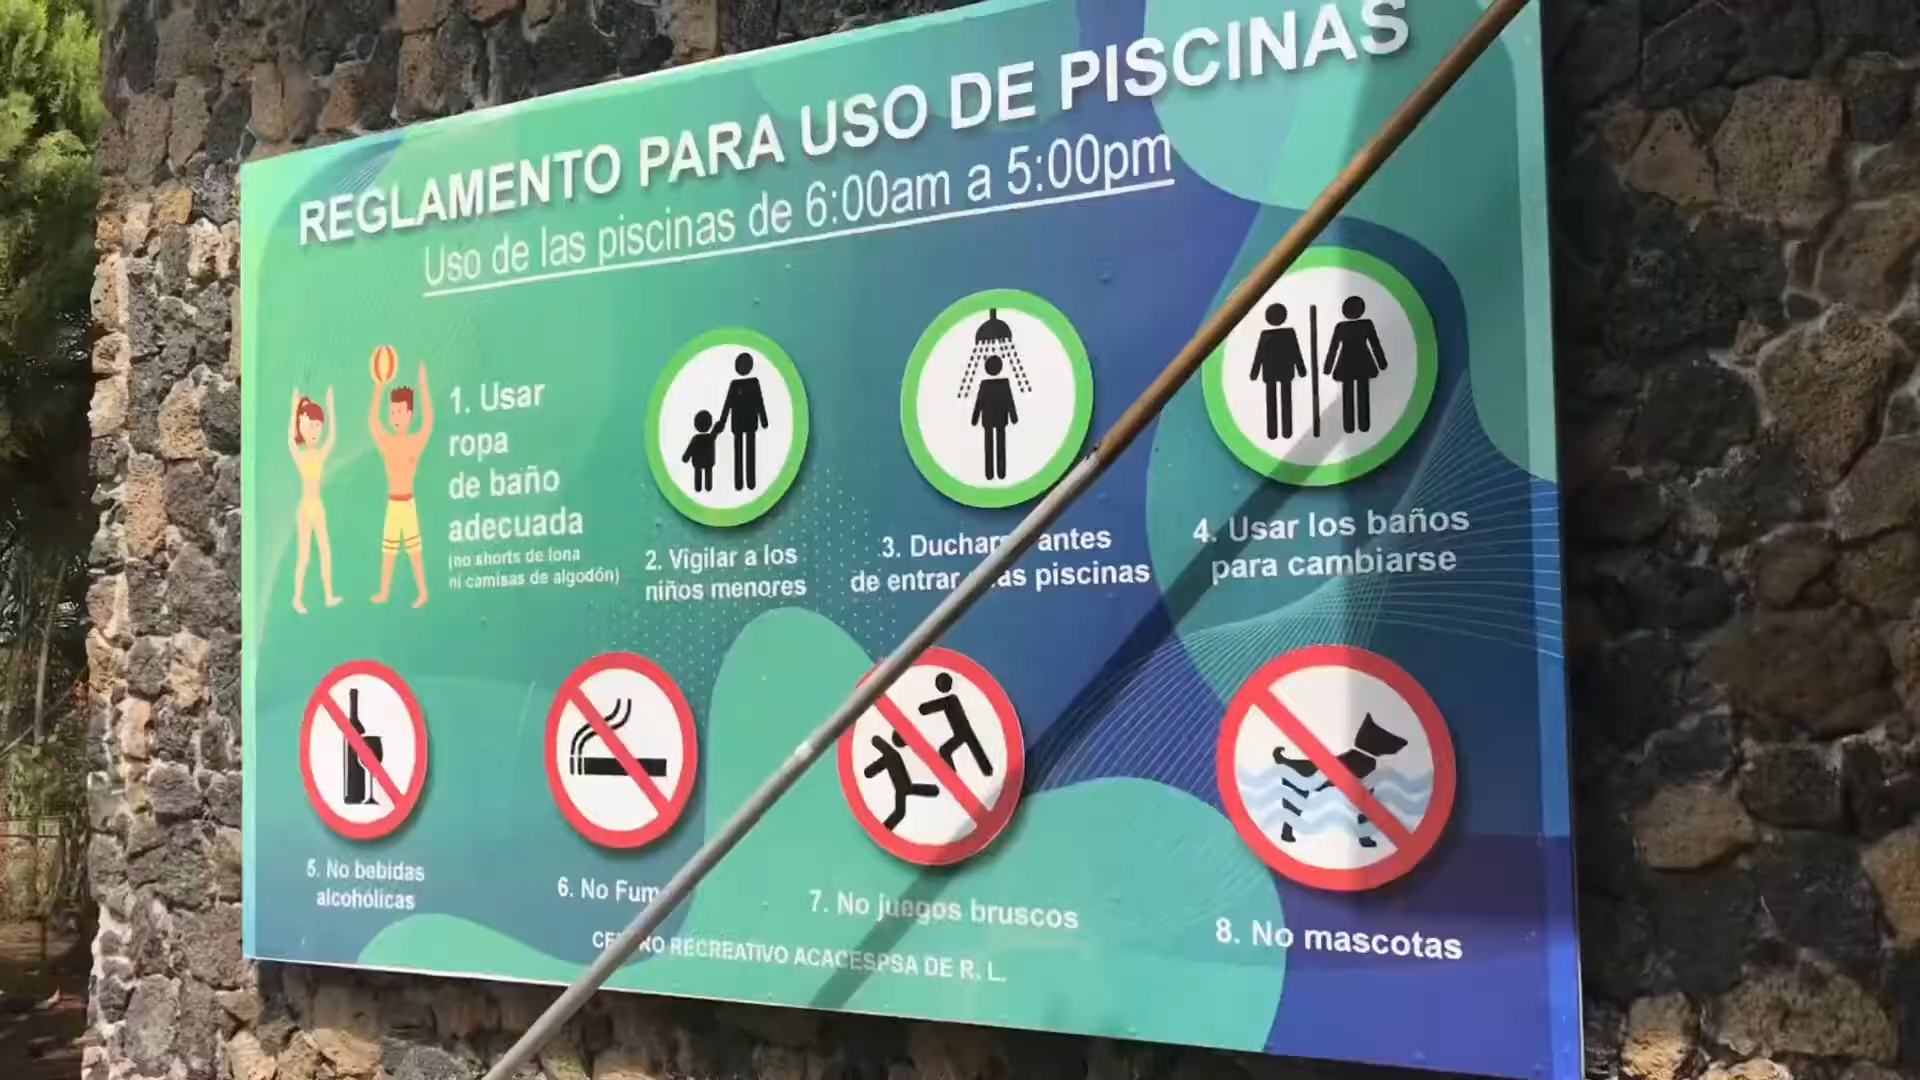 REGLAMENTO PARA USO DE PISCINAS
Uso de las piscinas de 6:00am a 5:00pm
1. Usar
ropa
de baño
adecuada
(no shorts de lona
ni camisas de algodón)
2. Vigilar a los
niños menores
3. antes
de entrar piscinas
4. Usar los baños
para cambiarse
5. No bebidas
alcohólicas
6. No
7. No juegos bruscos
8. No mascotas
RECREATIVO ACACESPSA DE R. L.